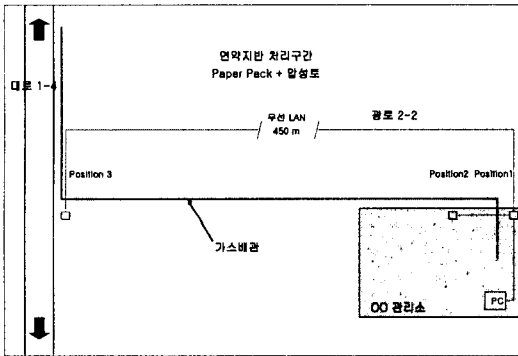 연약지반 처리구간
Paper Pack + 압성토
대로 1-4
무선 LAN
450 m
광로 2-2
Position 3
Position2 Position1
가스배관
PC
OO 관리소